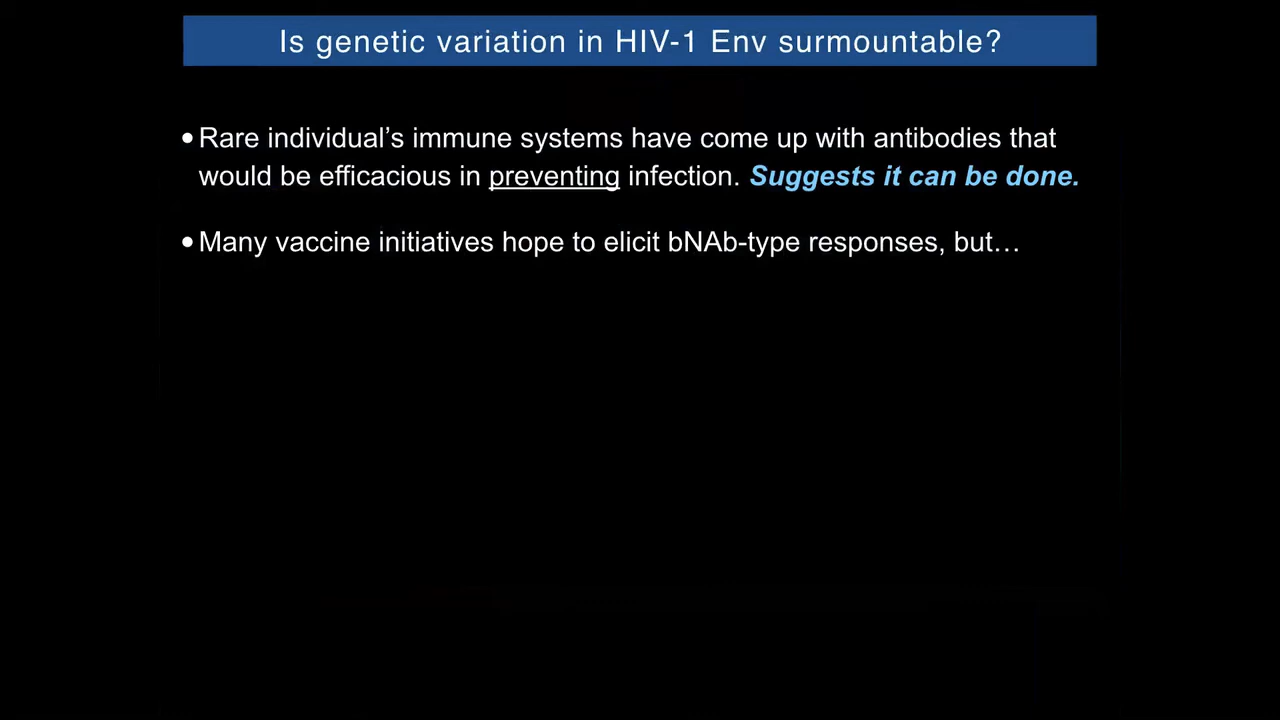 Is genetic variation in HIV-1 Env surmountable?
•Rare individual’s immune systems have come up with antibodies that
would be efficacious in preventing infection. Suggests it can be done.
•Many vaccine initiatives hope to elicit bNAb-type responses, but…